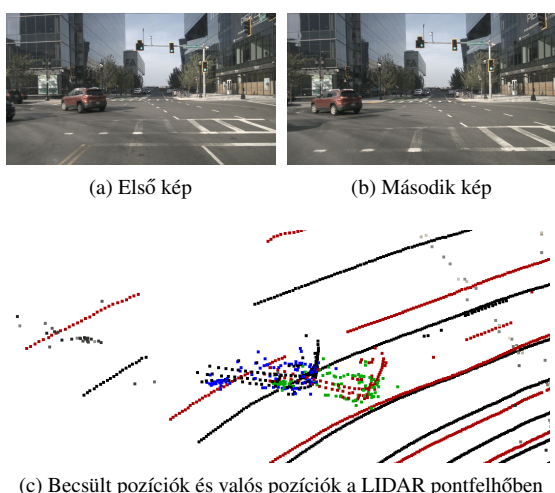 (a) Első kép
(b) Második kép
(c) Becsült pozíciók és valós pozíciók a LIDAR pontfelhőben